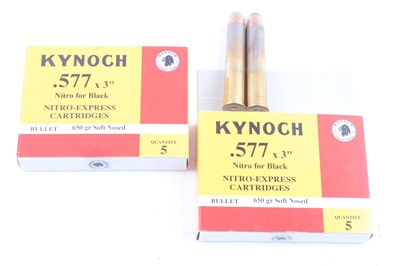 KYNOCH
.577 x 3"
Nitro for Black
NITRO-EXPRESS
CARTRIDGES
BULLET 650 gr Soft Nosed
QUANTITY
5
KYNOCH
.577 x 3"
Nitro for Black
NITRO-EXPRESS
CARTRIDGES
BULLET 650 gr Soft Nosed
QUANTITY
5